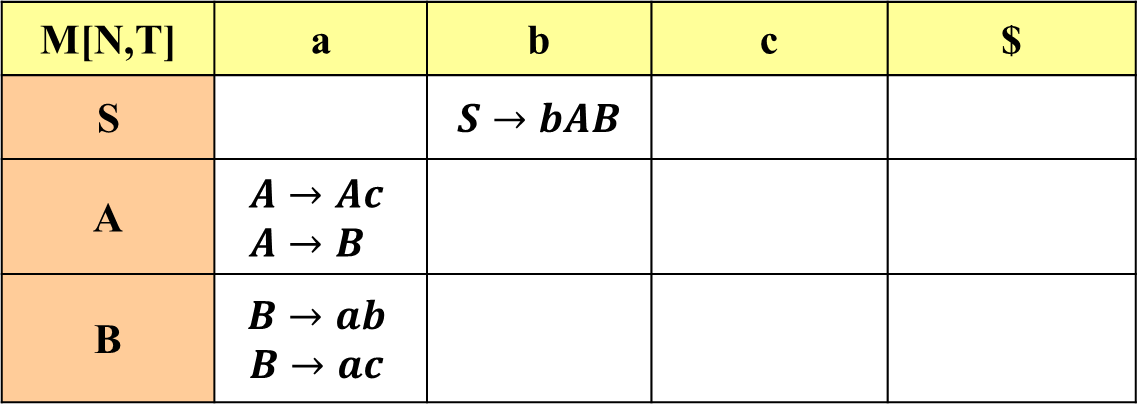 M[N,T] a b c $
S S → bAB
A A → Ac
A → B
B B → ab
B → ac